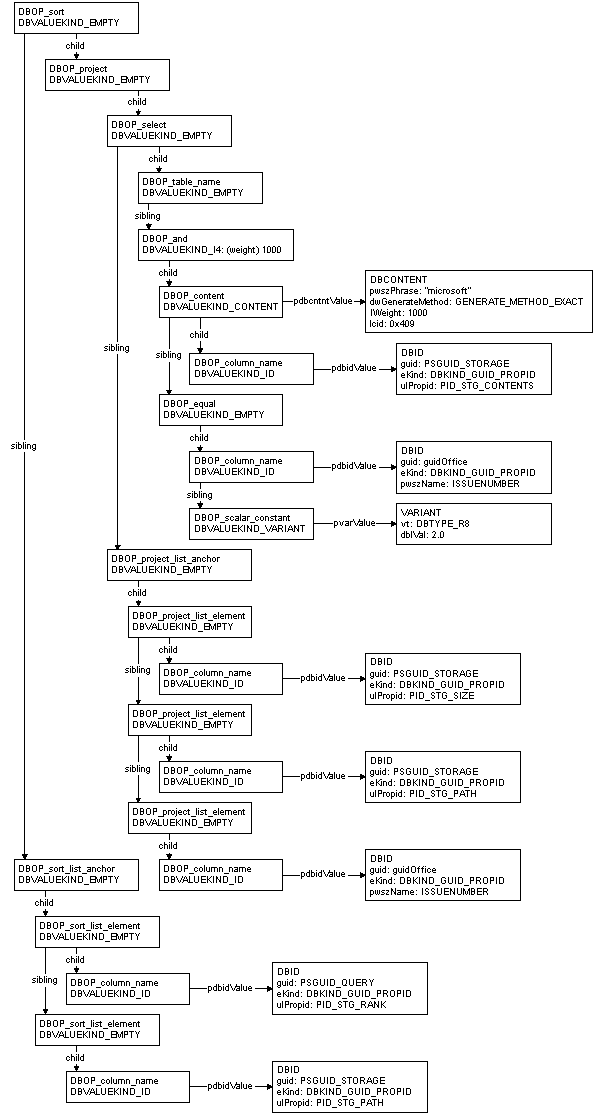 DBOP_sort
DBVALUEKIND_EMPTY
child
DBOP_project
DBVALUEKIND_EMPTY
child
DBOP_select
DBVALUEKIND_EMPTY
child
DBOP_table_name
DBVALUEKIND_EMPTY
sibling
DBOP_and
DBVALUEKIND_I4: (weight) 1000
child
DBOP_content
DBVALUEKIND_CONTENT
pdbcntntValue
DBCONTENT
pwszPhrase: "microsoft"
dwGenerateMethod: GENERATE_METHOD_EXACT
lWeight: 1000
lcid: 0x409
child
sibling
sibling
DBOP_column_name
DBVALUEKIND_ID
pdbidValue
DBID
guid: PSGUID_STORAGE
eKind: DBKIND_GUID_PROPID
ulPropid: PID_STG_CONTENTS
DBOP_equal
DBVALUEKIND_EMPTY
child
sibling
DBOP_column_name
DBVALUEKIND_ID
pdbidValue
DBID
guid: guidOffice
eKind: DBKIND_GUID_PROPID
pwszName: ISSUENUMBER
sibling
DBOP_scalar_constant
DBVALUEKIND_VARIANT
pvarValue
VARIANT
vt: DBTYPE_R8
dblVal: 2.0
DBOP_project_list_anchor
DBVALUEKIND_EMPTY
child
DBOP_project_list_element
DBVALUEKIND_EMPTY
child
sibling
DBOP_column_name
DBVALUEKIND_ID
pdbidValue
DBID
guid: PSGUID_STORAGE
eKind: DBKIND_GUID_PROPID
ulPropid: PID_STG_SIZE
DBOP_project_list_element
DBVALUEKIND_EMPTY
child
sibling
DBOP_column_name
DBVALUEKIND_ID
pdbidValue
DBID
guid: PSGUID_STORAGE
eKind: DBKIND_GUID_PROPID
ulPropid: PID_STG_PATH
DBOP_project_list_element
DBVALUEKIND_EMPTY
child
DBOP_column_name
DBVALUEKIND_ID
pdbidValue
DBID
guid: guidOffice
eKind: DBKIND_GUID_PROPID
pwszName: ISSUENUMBER
DBOP_sort_list_anchor
DBVALUEKIND_EMPTY
child
DBOP_sort_list_element
DBVALUEKIND_EMPTY
child
sibling
DBOP_column_name
DBVALUEKIND_ID
pdbidValue
DBID
guid: PSGUID_QUERY
eKind: DBKIND_GUID_PROPID
ulPropid: PID_STG_RANK
DBOP_sort_list_element
DBVALUEKIND_EMPTY
child
DBOP_column_name
DBVALUEKIND_ID
pdbidValue
DBID
guid: PSGUID_STORAGE
eKind: DBKIND_GUID_PROPID
ulPropid: PID_STG_PATH